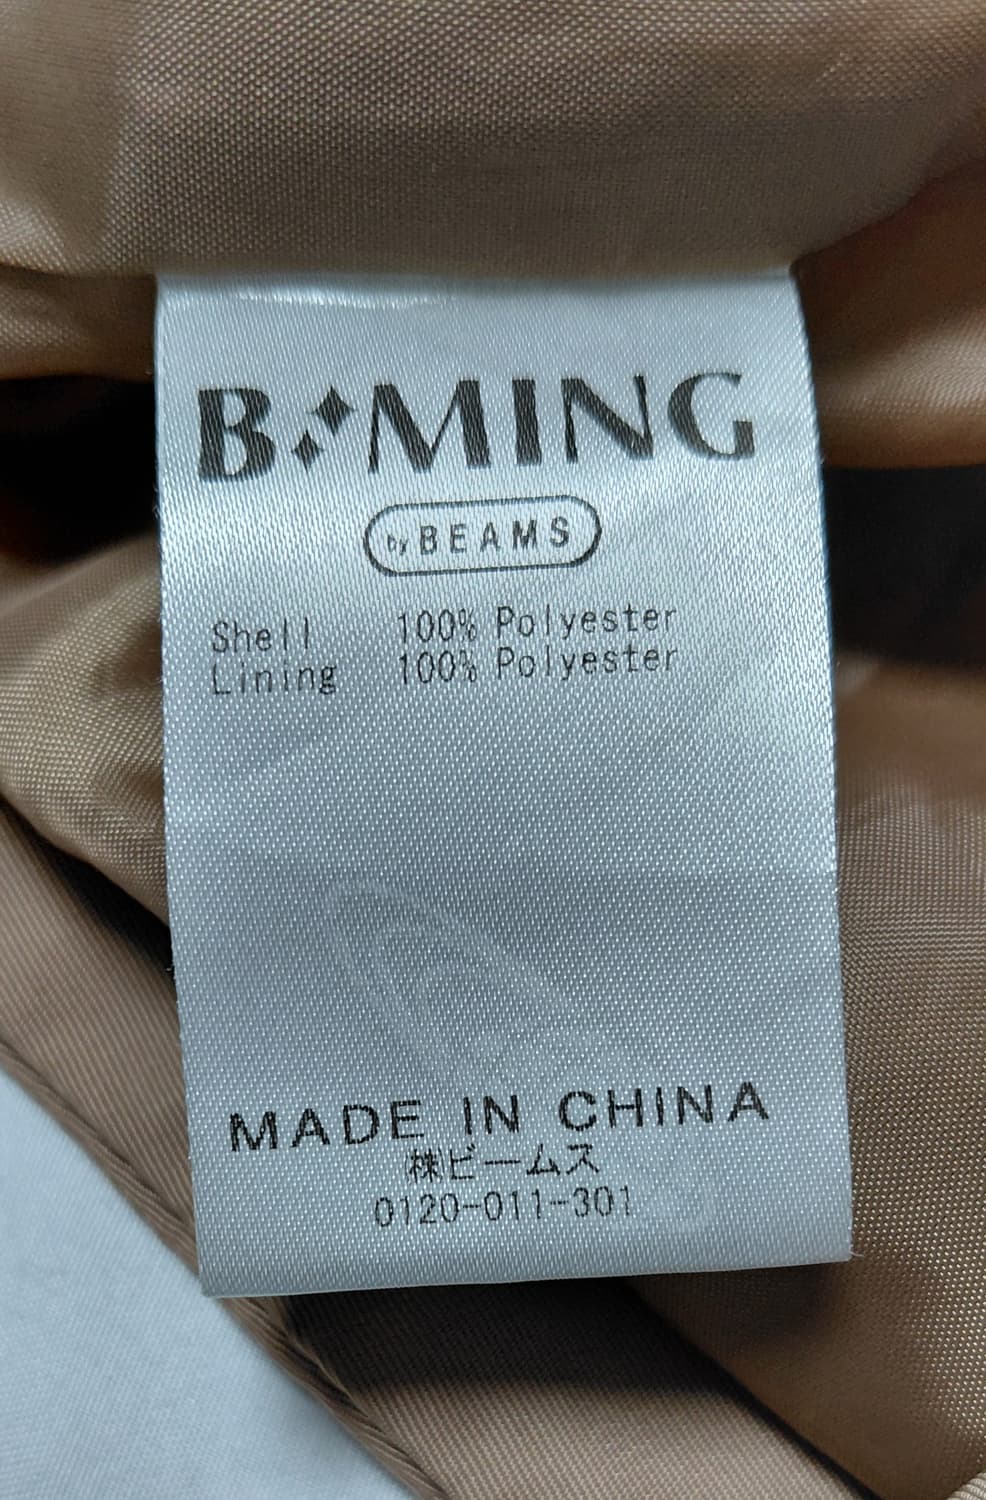 B MING
by BEAMS
Shell 100% Polyester
Lining 100% Polyester
MADE IN CHINA
㈱ビームス
0120-011-301